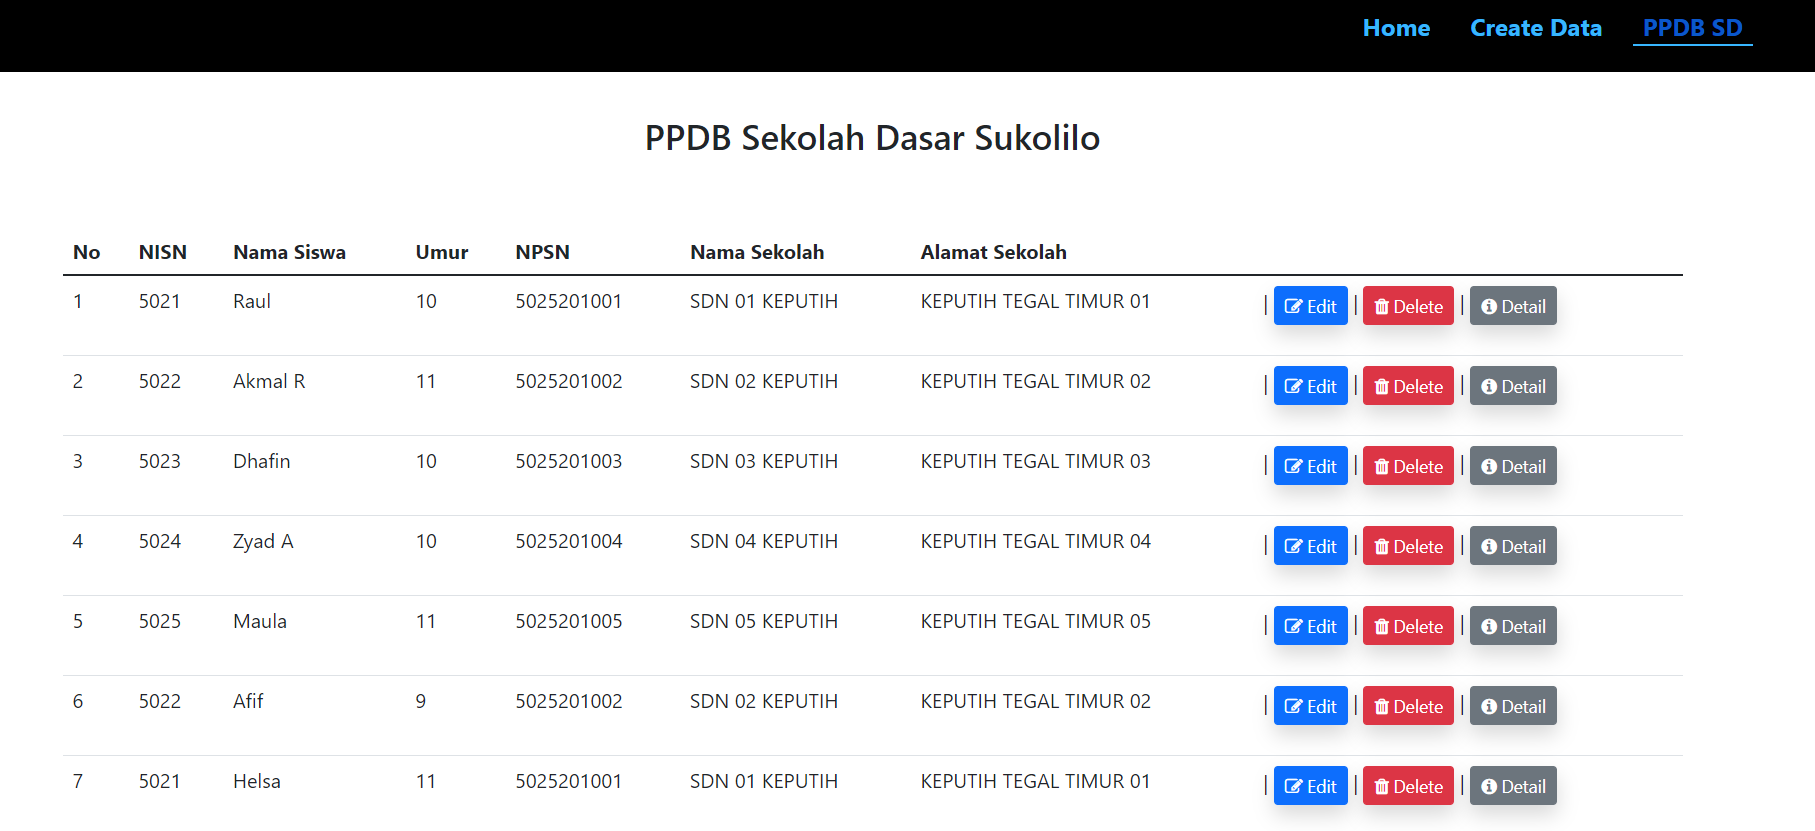 Home Create Data PPDB SD
PPDB Sekolah Dasar Sukolilo
No NISN Nama Siswa Umur NPSN Nama Sekolah Alamat Sekolah
1 5021 Raul 10 5025201001 SDN 01 KEPUTIH KEPUTIH TEGAL TIMUR 01 | Edit | Delete | Detail
2 5022 Akmal R 11 5025201002 SDN 02 KEPUTIH KEPUTIH TEGAL TIMUR 02 | Edit | Delete | Detail
3 5023 Dhafin 10 5025201003 SDN 03 KEPUTIH KEPUTIH TEGAL TIMUR 03 | Edit | Delete | Detail
4 5024 Zyad A 10 5025201004 SDN 04 KEPUTIH KEPUTIH TEGAL TIMUR 04 | Edit | Delete | Detail
5 5025 Maula 11 5025201005 SDN 05 KEPUTIH KEPUTIH TEGAL TIMUR 05 | Edit | Delete | Detail
6 5022 Afif 9 5025201002 SDN 02 KEPUTIH KEPUTIH TEGAL TIMUR 02 | Edit | Delete | Detail
7 5021 Helsa 11 5025201001 SDN 01 KEPUTIH KEPUTIH TEGAL TIMUR 01 | Edit | Delete | Detail